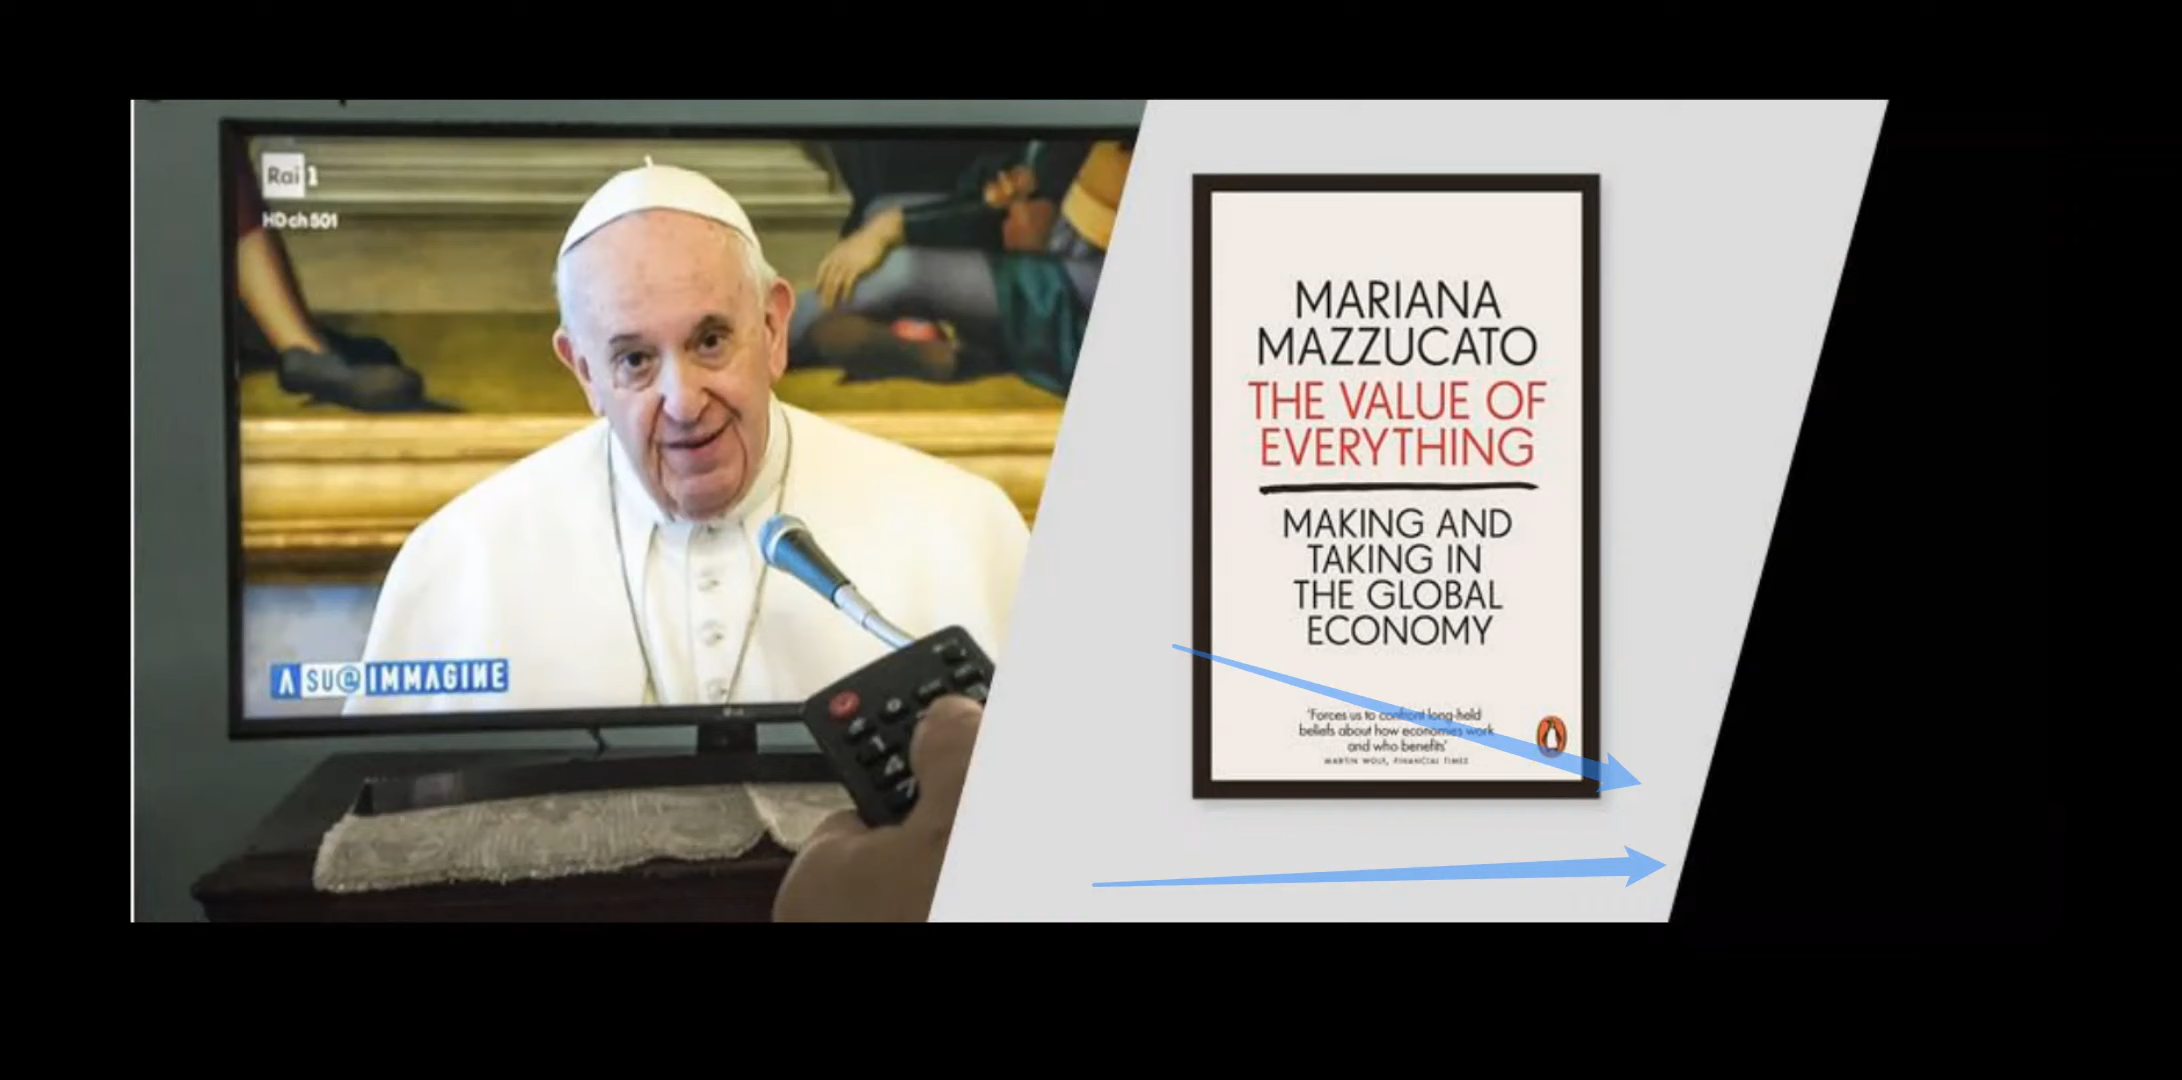 Rai 1
HD ch 501
A SU@ IMMAGINE
MARIANA
MAZZUCATO
THE VALUE OF
EVERYTHING
MAKING AND
TAKING IN
THE GLOBAL
ECONOMY
'Forces us to confront long-held
beliefs about how economies work
and who benefits'
MARTIN WOLF, FINANCIAL TIMES